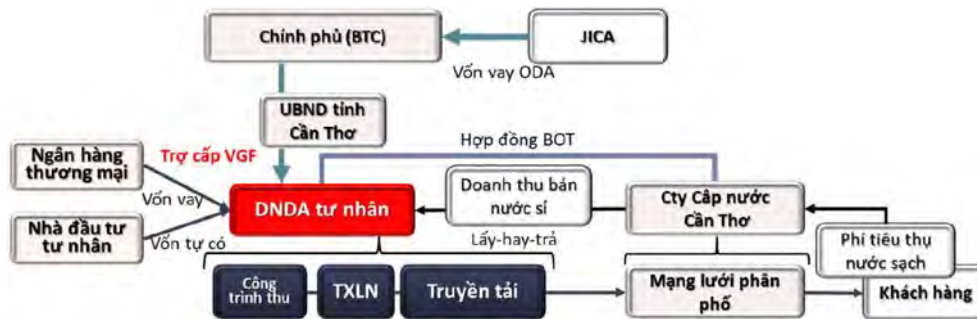 Chính phủ (BTC)
JICA
Vốn vay ODA
UBND tỉnh
Cần Thơ
Hợp đồng BOT
Ngân hàng
thương mại
Trợ cấp VGF
Vốn vay
DNDA tư nhân
Doanh thu bán
nước sỉ
Cty Câp nước
Cần Thơ
Nhà đầu tư
tư nhân
Vốn tự có
Lấy-hay-trả
Phí tiêu thụ
nước sạch
Công
trình thu
TXLN
Truyền tải
Mạng lưới phân
phố
Khách hàng